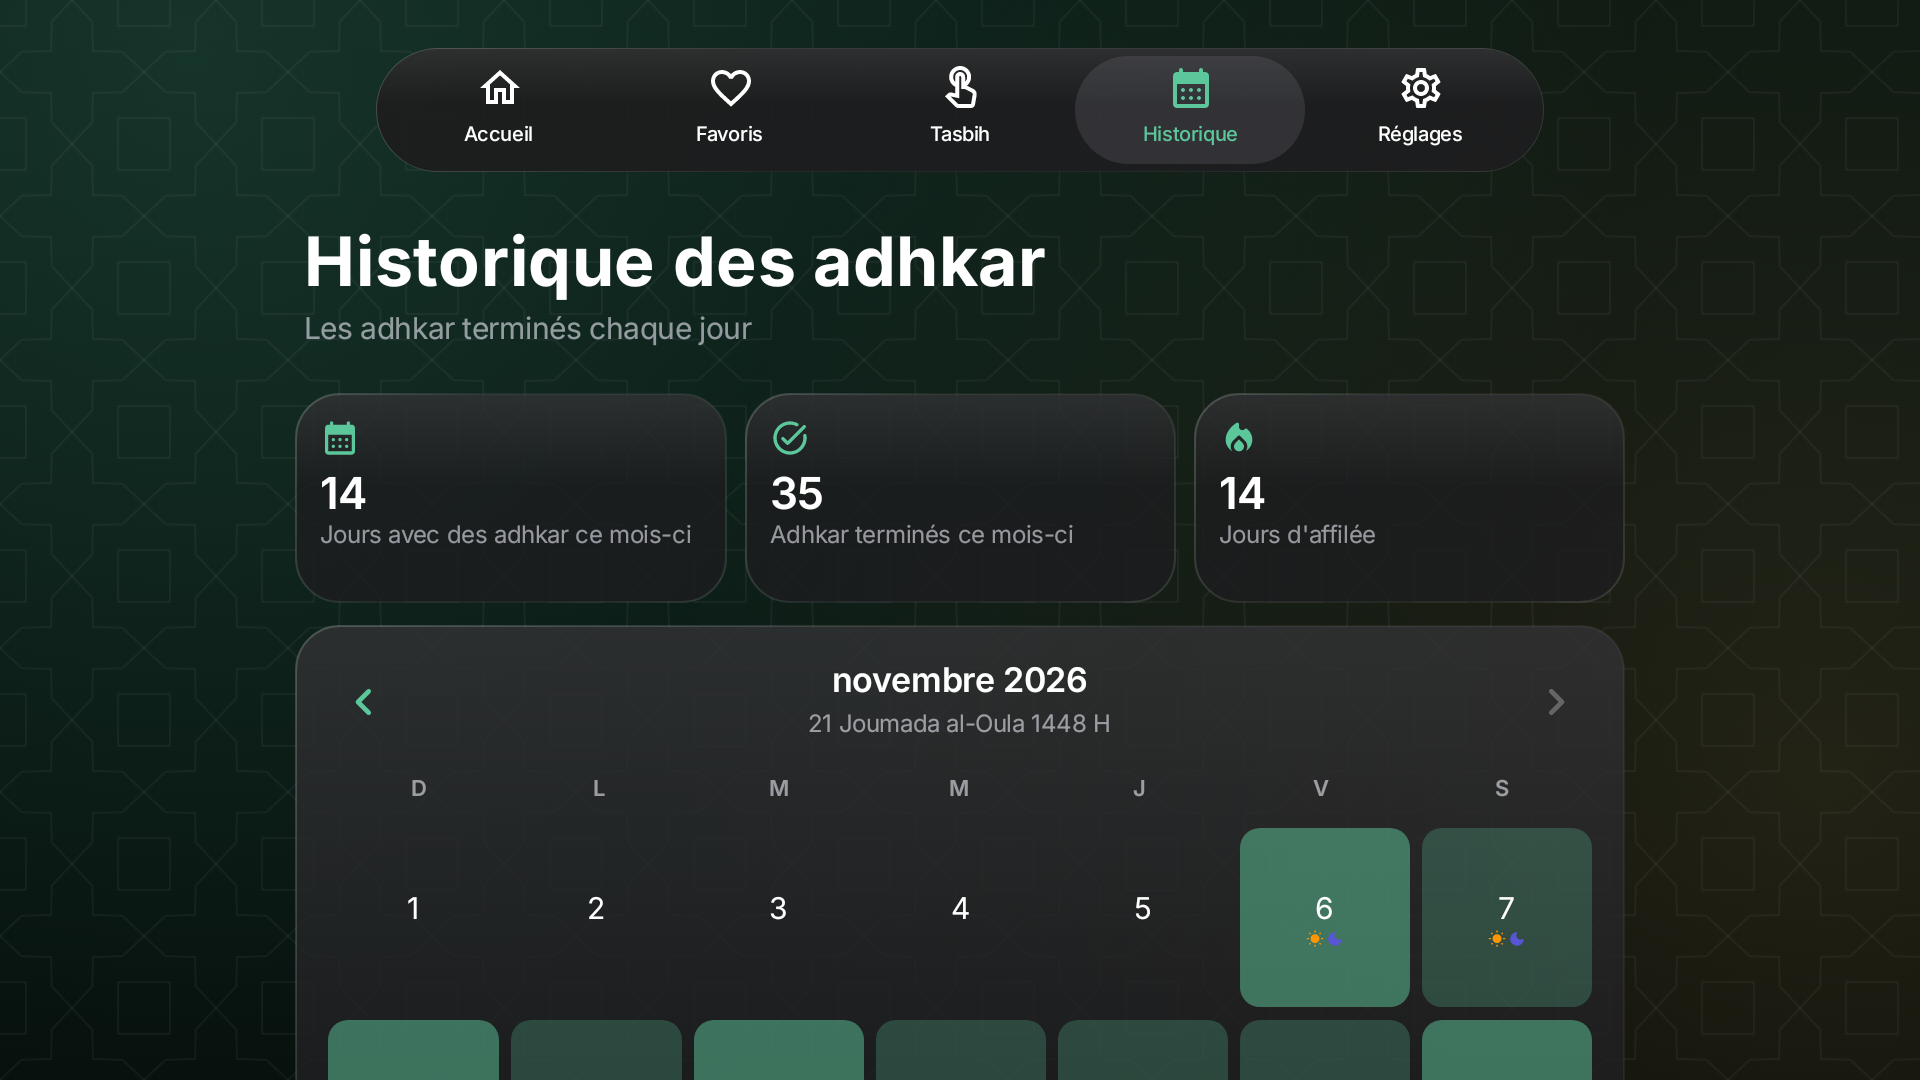 Accueil
Favoris
Tasbih
Historique
Réglages
Historique des adhkar
Les adhkar terminés chaque jour
14
Jours avec des adhkar ce mois-ci
35
Adhkar terminés ce mois-ci
14
Jours d'affilée
novembre 2026
21 Joumada al-Oula 1448 H
D L M M J V S
1 2 3 4 5 6 7